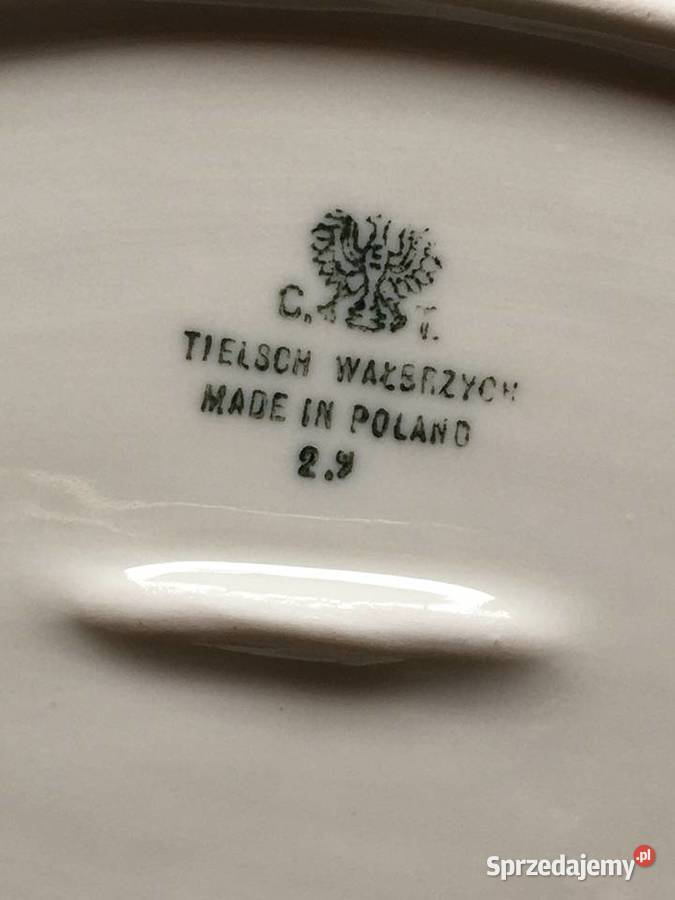 C. T.
TIELSCH WAŁBRZYCH
MADE IN POLAND
2.9
Sprzedajemy.pl